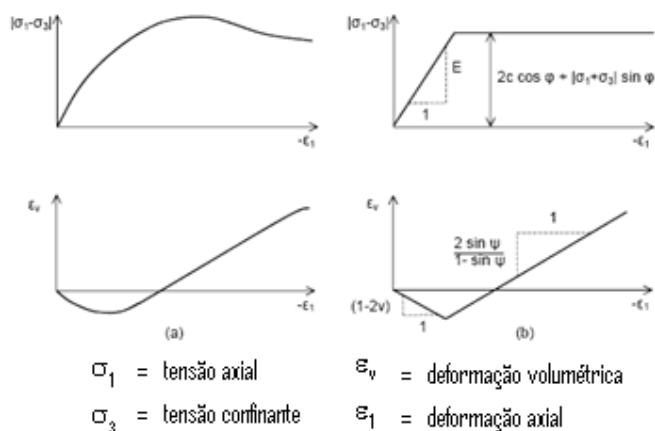 |σ₁-σ₃|
-ε₁
|σ₁-σ₃|
E
1
2c cos φ + |σ₁+σ₃| sin φ
-ε₁
εᵥ
-ε₁
(a)
εᵥ
1
2 sin ψ
1- sin ψ
(1-2ν)
1
-ε₁
(b)
σ₁ = tensão axial
εᵥ = deformação volumétrica
σ₃ = tensão confinante
ε₁ = deformação axial